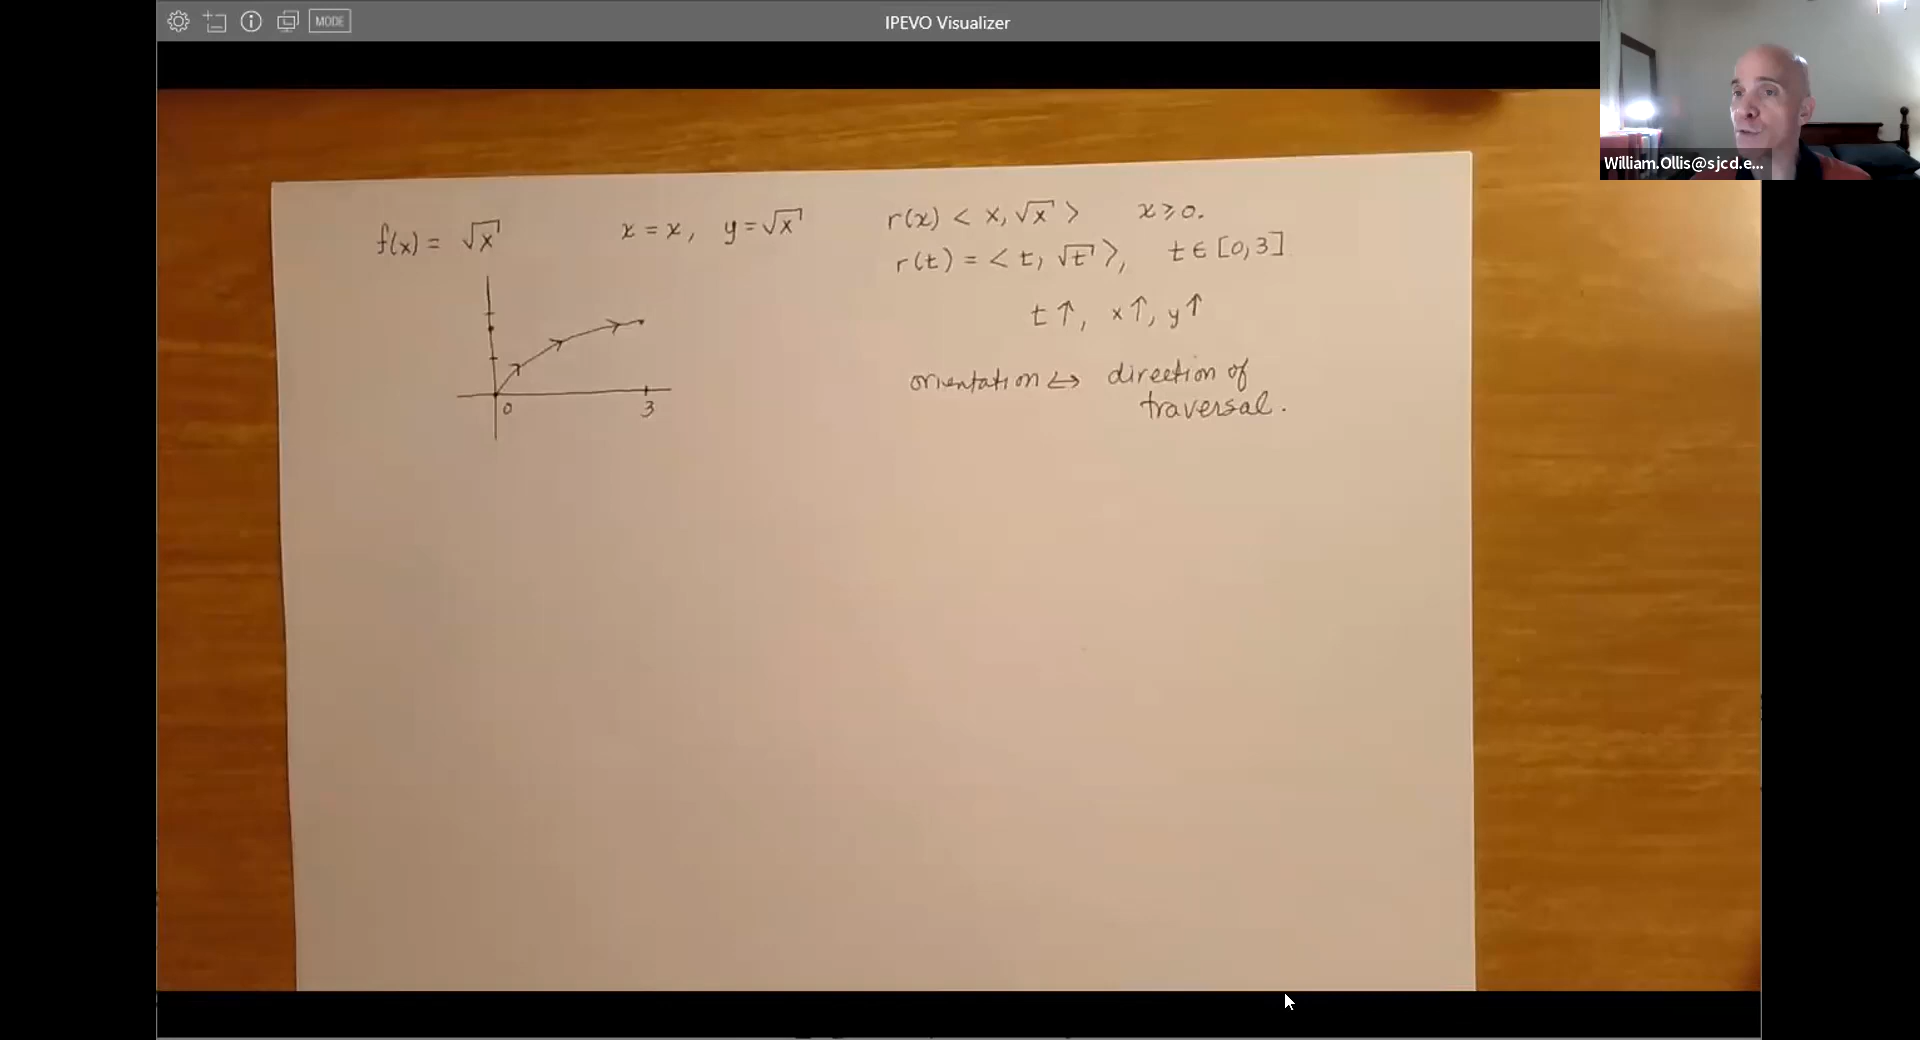 MODE
IPEVO Visualizer
William.Ollis@sjcd.e...
f(x) = √x
x = x, y = √x
r(x) < x, √x > x ⩾ 0.
r(t) = < t, √t >, t ∈ [0, 3]
t↑, x↑, y↑
orientation ↔ direction of
traversal.
0
3